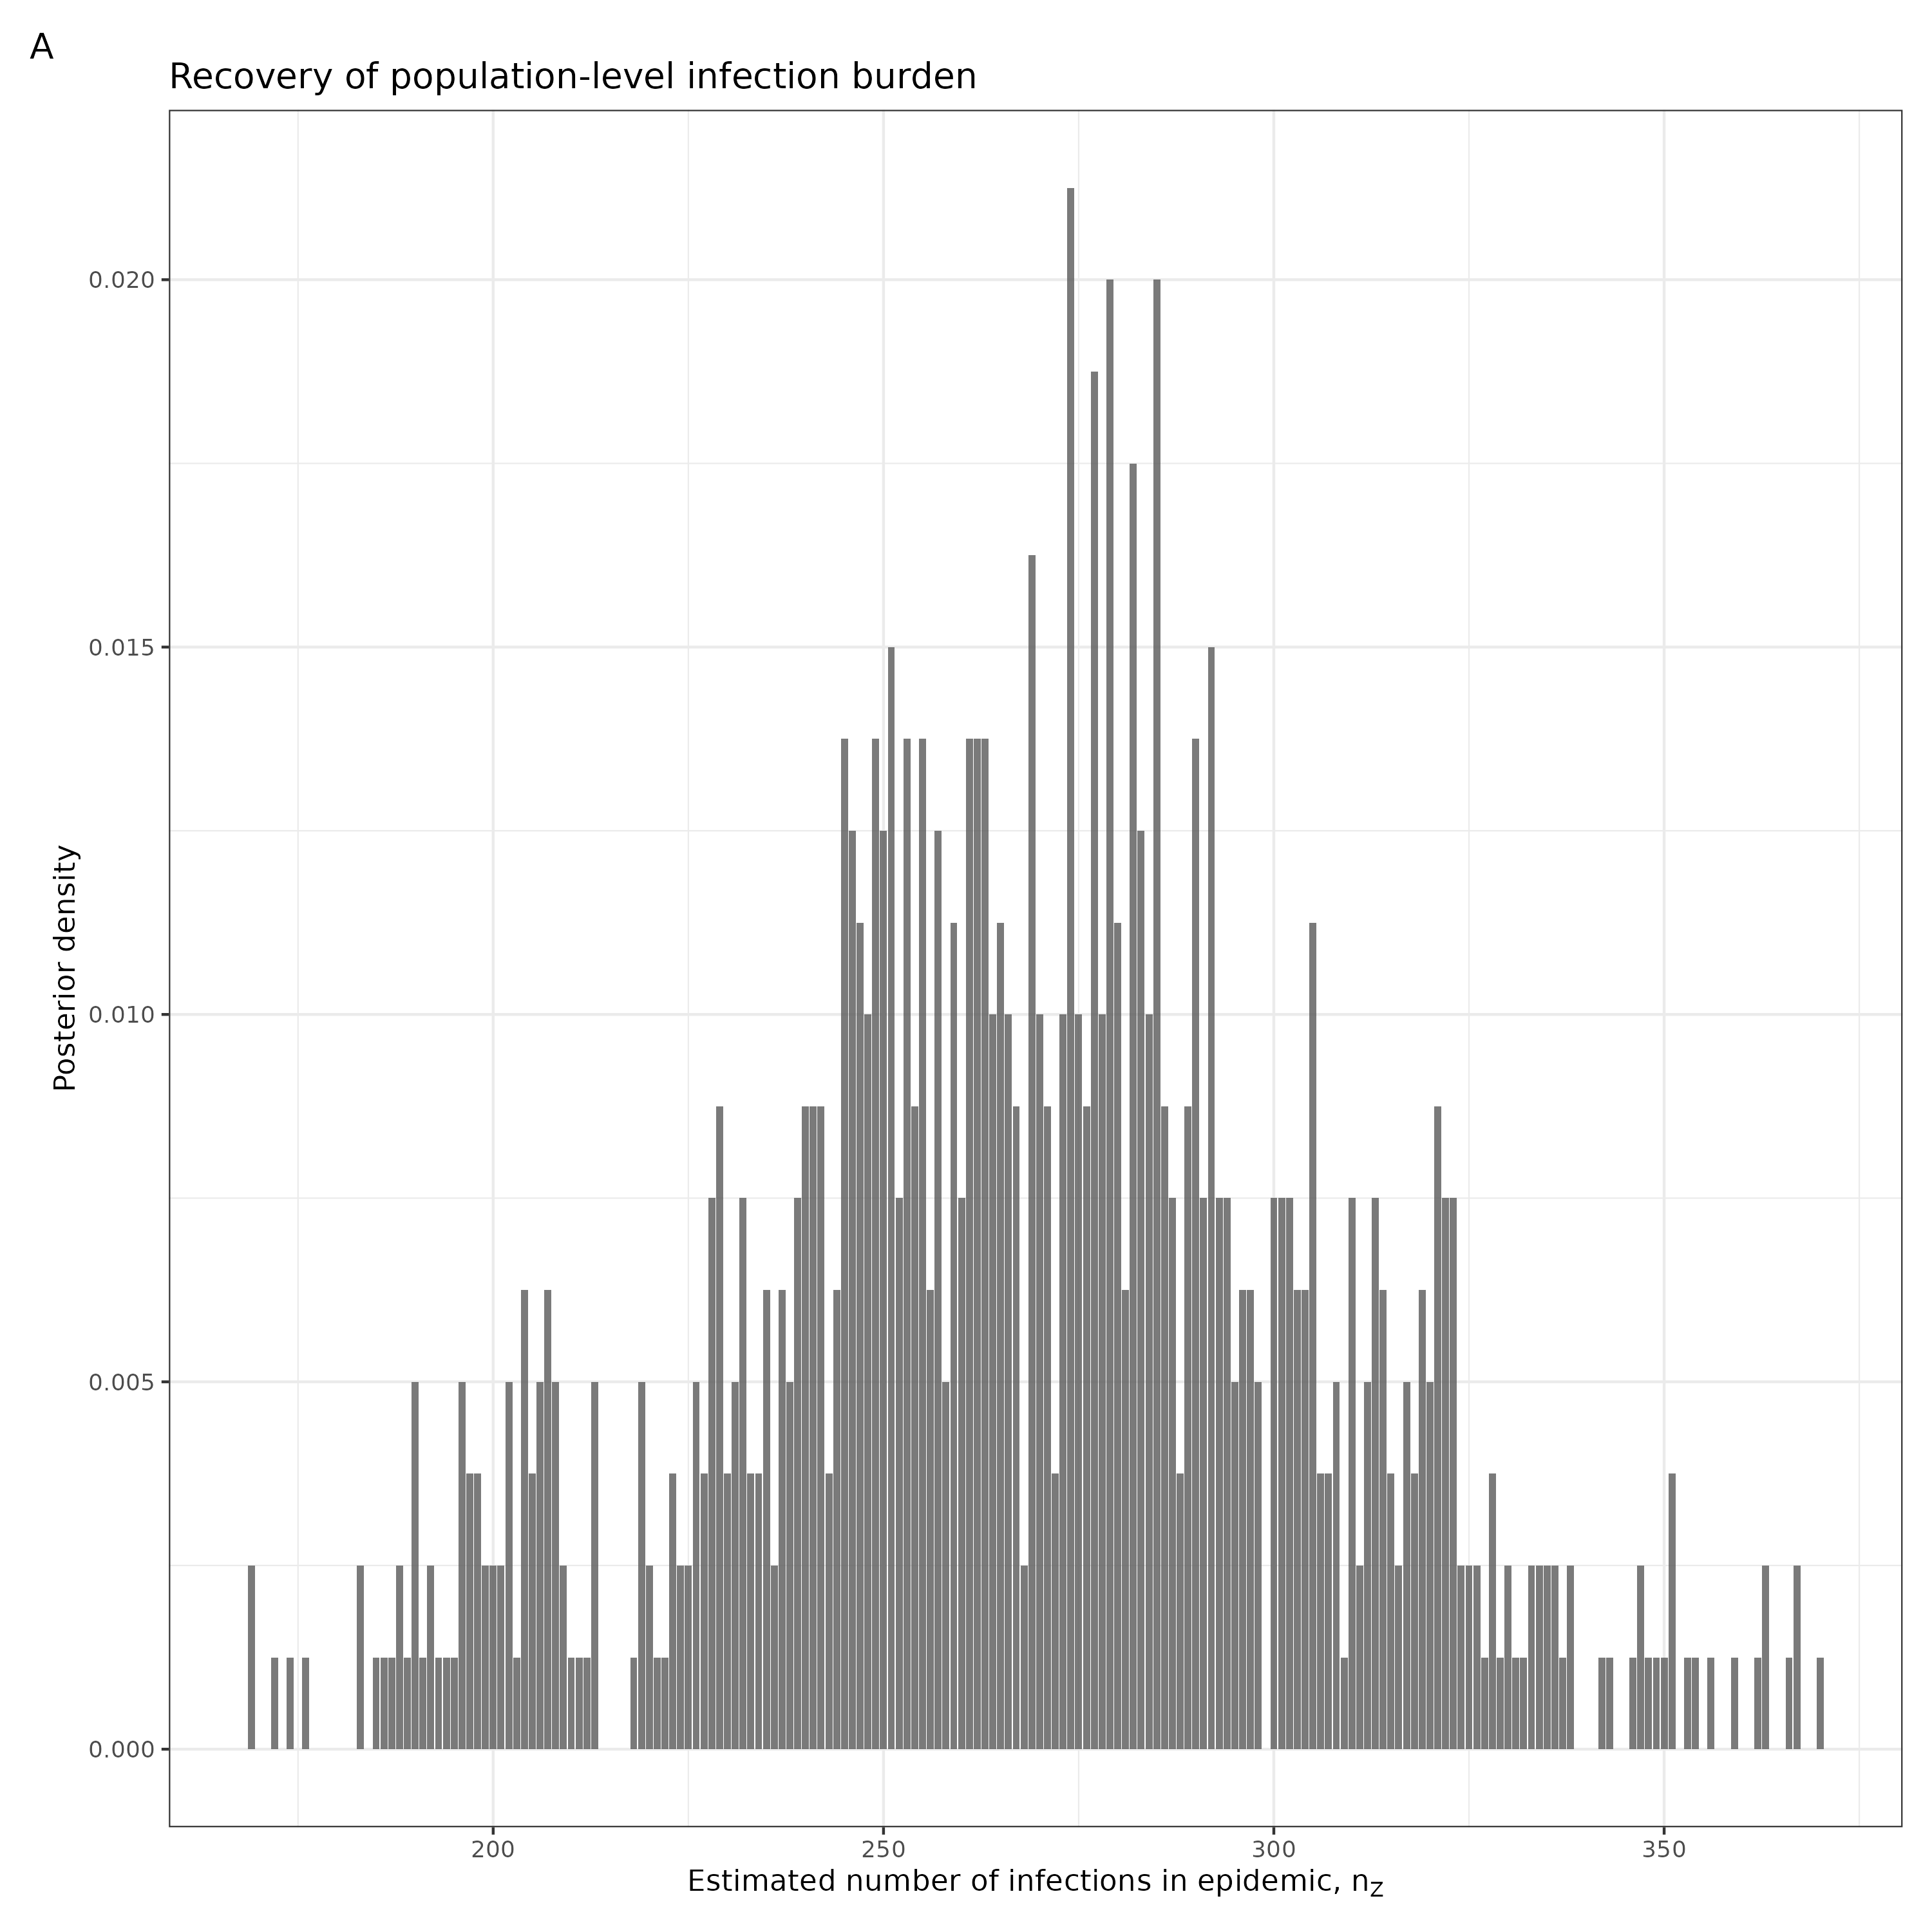 A
Recovery of population-level infection burden
Posterior density
0.020
0.015
0.010
0.005
0.000
200 250 300 350
Estimated number of infections in epidemic, nZ